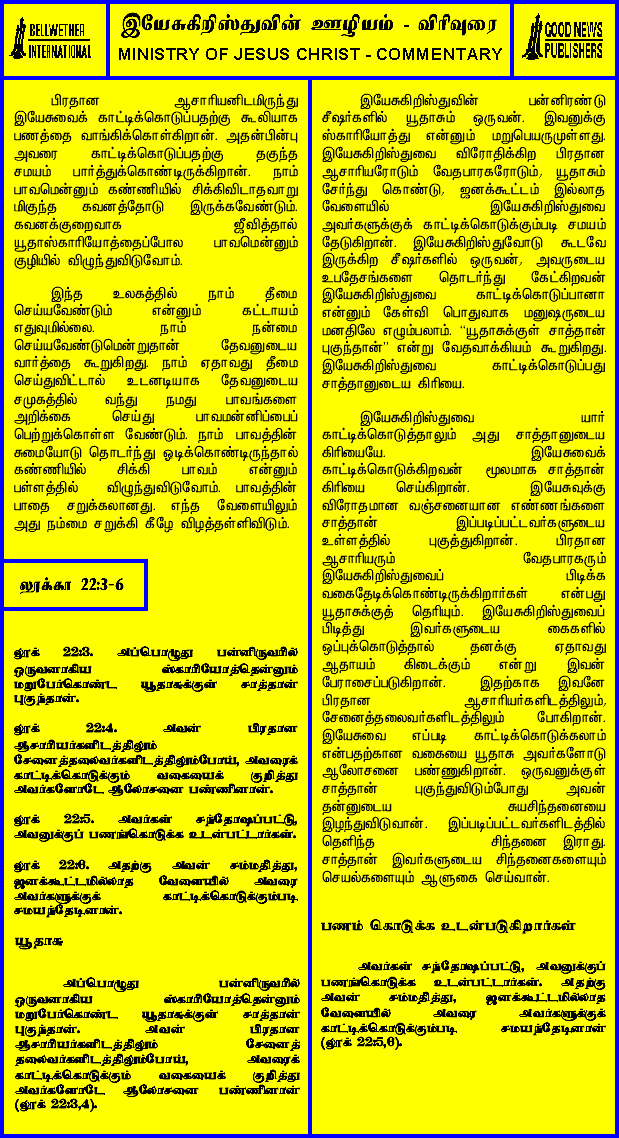 BELLWETHER
INTERNATIONAL
இயேசுகிறிஸ்துவின் ஊழியம் - விரிவுரை
MINISTRY OF JESUS CHRIST - COMMENTARY
GOOD NEWS
PUBLISHERS
பிரதான ஆசாரியனிடமிருந்து
இயேசுவைக் காட்டிக்கொடுப்பதற்கு கூலியாக
பணத்தை வாங்கிக்கொள்கிறான். அதன்பின்பு
அவரை காட்டிக்கொடுப்பதற்கு தகுந்த
சமயம் பார்த்துக்கொண்டிருக்கிறான். நாம்
பாவமென்னும் கண்ணியில் சிக்கிவிடாதவாறு
மிகுந்த கவனத்தோடு இருக்கவேண்டும்.
கவனக்குறைவாக ஜீவித்தால்
யூதாஸ்காரியோத்தைப்போல பாவமென்னும்
குழியில் விழுந்துவிடுவோம்.
இந்த உலகத்தில் நாம் தீமை
செய்யவேண்டும் என்னும் கட்டாயம்
எதுவுமில்லை. நாம் நன்மை
செய்யவேண்டுமென்றுதான் தேவனுடைய
வார்த்தை கூறுகிறது. நாம் ஏதாவது தீமை
செய்துவிட்டால் உடனடியாக தேவனுடைய
சமுகத்தில் வந்து நமது பாவங்களை
அறிக்கை செய்து பாவமன்னிப்பைப்
பெற்றுக்கொள்ள வேண்டும். நாம் பாவத்தின்
சுமையோடு தொடர்ந்து ஓடிக்கொண்டிருந்தால்
கண்ணியில் சிக்கி பாவம் என்னும்
பள்ளத்தில் விழுந்துவிடுவோம். பாவத்தின்
பாதை சறுக்கலானது. எந்த வேளையிலும்
அது நம்மை சறுக்கி கீழே விழத்தள்ளிவிடும்.
லூக்கா 22:3-6
லூக் 22:3. அப்பொழுது பன்னிருவரில்
ஒருவனாகிய ஸ்காரியோத்தென்னும்
மறுபேர்கொண்ட யூதாசுக்குள் சாத்தான்
புகுந்தான்.
லூக் 22:4. அவன் பிரதான
ஆசாரியர்களிடத்திலும்
சேனைத்தலைவர்களிடத்திலும்போய், அவரைக்
காட்டிக்கொடுக்கும் வகையைக் குறித்து
அவர்களோடே ஆலோசனை பண்ணினான்.
லூக் 22:5. அவர்கள் சந்தோஷப்பட்டு,
அவனுக்குப் பணங்கொடுக்க உடன்பட்டார்கள்.
லூக் 22:6. அதற்கு அவன் சம்மதித்து,
ஜனக்கூட்டமில்லாத வேளையில் அவரை
அவர்களுக்குக் காட்டிக்கொடுக்கும்படி
சமயந்தேடினான்.
யூதாசு
அப்பொழுது பன்னிருவரில்
ஒருவனாகிய ஸ்காரியோத்தென்னும்
மறுபேர்கொண்ட யூதாசுக்குள் சாத்தான்
புகுந்தான். அவன் பிரதான
ஆசாரியர்களிடத்திலும் சேனைத்
தலைவர்களிடத்திலும்போய், அவரைக்
காட்டிக்கொடுக்கும் வகையைக் குறித்து
அவர்களோடே ஆலோசனை பண்ணினான்
(லூக் 22:3,4).
இயேசுகிறிஸ்துவின் பன்னிரண்டு
சீஷர்களில் யூதாசும் ஒருவன். இவனுக்கு
ஸ்காரியோத்து என்னும் மறுபெயருமுள்ளது.
இயேசுகிறிஸ்துவை விரோதிக்கிற பிரதான
ஆசாரியரோடும் வேதபாரகரோடும், யூதாசும்
சேர்ந்து கொண்டு, ஜனக்கூட்டம் இல்லாத
வேளையில் இயேசுகிறிஸ்துவை
அவர்களுக்குக் காட்டிக்கொடுக்கும்படி சமயம்
தேடுகிறான். இயேசுகிறிஸ்துவோடு கூடவே
இருக்கிற சீஷர்களில் ஒருவன், அவருடைய
உபதேசங்களை தொடர்ந்து கேட்கிறவன்
இயேசுகிறிஸ்துவை காட்டிக்கொடுப்பானா
என்னும் கேள்வி பொதுவாக மனுஷருடைய
மனதிலே எழும்பலாம். “யூதாசுக்குள் சாத்தான்
புகுந்தான்” என்று வேதவாக்கியம் கூறுகிறது.
இயேசுகிறிஸ்துவை காட்டிக்கொடுப்பது
சாத்தானுடைய கிரியை.
இயேசுகிறிஸ்துவை யார்
காட்டிக்கொடுத்தாலும் அது சாத்தானுடைய
கிரியையே. இயேசுவைக்
காட்டிக்கொடுக்கிறவன் மூலமாக சாத்தான்
கிரியை செய்கிறான். இயேசுவுக்கு
விரோதமான வஞ்சனையான எண்ணங்களை
சாத்தான் இப்படிப்பட்டவர்களுடைய
உள்ளத்தில் புகுத்துகிறான். பிரதான
ஆசாரியரும் வேதபாரகரும்
இயேசுகிறிஸ்துவைப் பிடிக்க
வகைதேடிக்கொண்டிருக்கிறார்கள் என்பது
யூதாசுக்குத் தெரியும். இயேசுகிறிஸ்துவைப்
பிடித்து இவர்களுடைய கைகளில்
ஒப்புக்கொடுத்தால் தனக்கு ஏதாவது
ஆதாயம் கிடைக்கும் என்று இவன்
பேராசைப்படுகிறான். இதற்காக இவனே
பிரதான ஆசாரியர்களிடத்திலும்,
சேனைத்தலைவர்களிடத்திலும் போகிறான்.
இயேசுவை எப்படி காட்டிக்கொடுக்கலாம்
என்பதற்கான வகையை யூதாசு அவர்களோடு
ஆலோசனை பண்ணுகிறான். ஒருவனுக்குள்
சாத்தான் புகுந்துவிடும்போது அவன்
தன்னுடைய சுயசிந்தனையை
இழந்துவிடுவான். இப்படிப்பட்டவர்களிடத்தில்
தெளிந்த சிந்தனை இராது.
சாத்தான் இவர்களுடைய சிந்தனைகளையும்
செயல்களையும் ஆளுகை செய்வான்.
பணம் கொடுக்க உடன்படுகிறார்கள்
அவர்கள் சந்தோஷப்பட்டு, அவனுக்குப்
பணங்கொடுக்க உடன்பட்டார்கள். அதற்கு
அவன் சம்மதித்து, ஜனக்கூட்டமில்லாத
வேளையில் அவரை அவர்களுக்குக்
காட்டிக்கொடுக்கும்படி சமயந்தேடினான்
(லூக் 22:5,6).